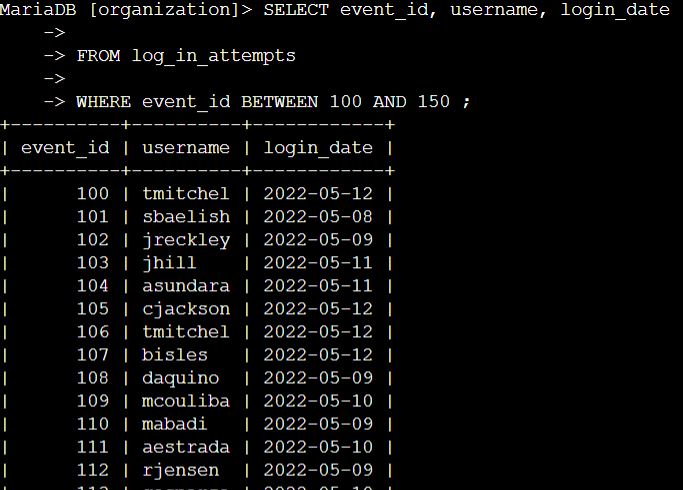 MariaDB [organization]> SELECT event_id, username, login_date
    ->
    -> FROM log_in_attempts
    ->
    -> WHERE event_id BETWEEN 100 AND 150 ;
+----------+----------+------------+
| event_id | username | login_date |
+----------+----------+------------+
|      100 | tmitchel | 2022-05-12 |
|      101 | sbaelish | 2022-05-08 |
|      102 | jreckley | 2022-05-09 |
|      103 | jhill    | 2022-05-11 |
|      104 | asundara | 2022-05-11 |
|      105 | cjackson | 2022-05-12 |
|      106 | tmitchel | 2022-05-12 |
|      107 | bisles   | 2022-05-12 |
|      108 | daquino  | 2022-05-09 |
|      109 | mcouliba | 2022-05-10 |
|      110 | mabadi   | 2022-05-09 |
|      111 | aestrada | 2022-05-10 |
|      112 | rjensen  | 2022-05-09 |